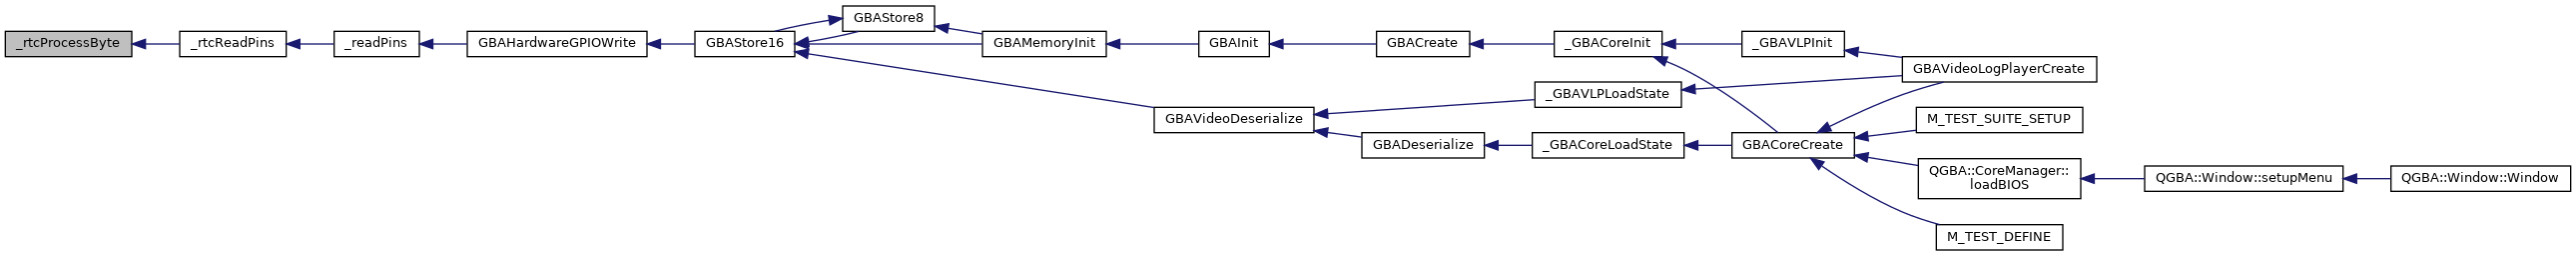 _rtcProcessByte
_rtcReadPins
_readPins
GBAHardwareGPIOWrite
GBAStore16
GBAStore8
GBAMemoryInit
GBAInit
GBACreate
_GBACoreInit
_GBAVLPInit
GBAVideoLogPlayerCreate
GBAVideoDeserialize
_GBAVLPLoadState
GBADeserialize
_GBACoreLoadState
GBACoreCreate
M_TEST_SUITE_SETUP
QGBA::CoreManager::
loadBIOS
QGBA::Window::setupMenu
QGBA::Window::Window
M_TEST_DEFINE